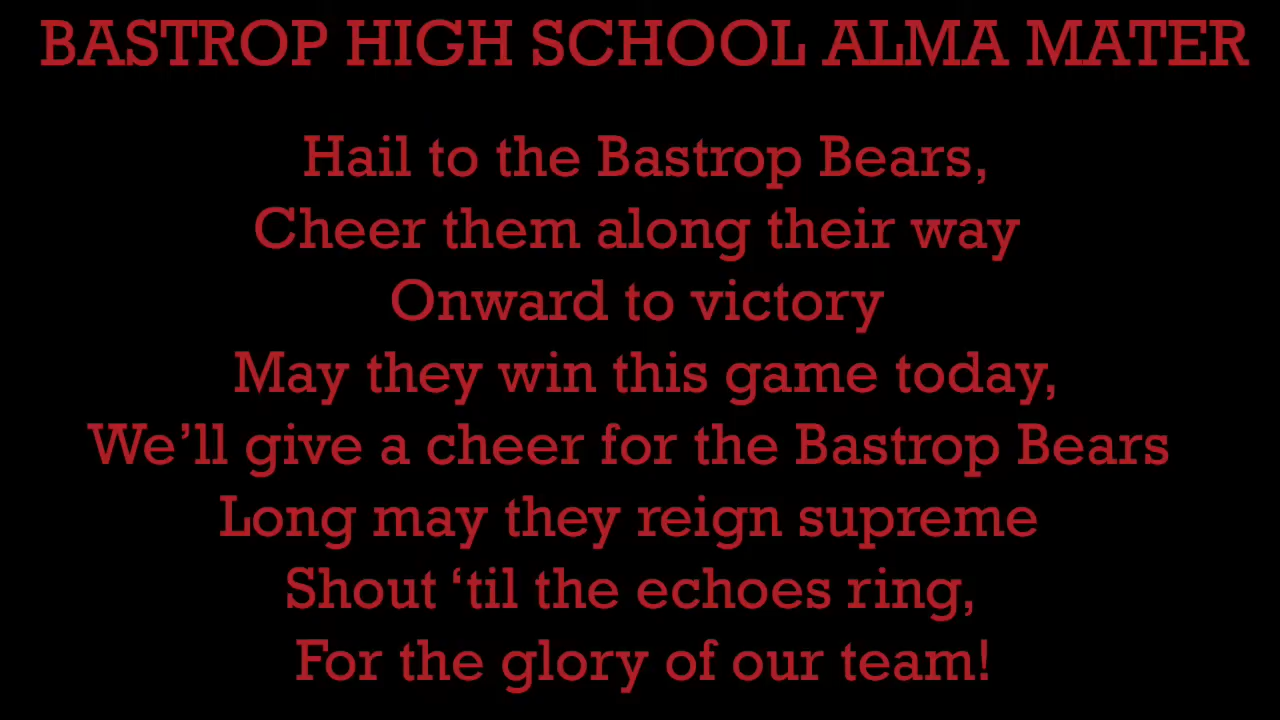 BASTROP HIGH SCHOOL ALMA MATER
Hail to the Bastrop Bears,
Cheer them along their way
Onward to victory
May they win this game today,
We’ll give a cheer for the Bastrop Bears
Long may they reign supreme
Shout ‘til the echoes ring,
For the glory of our team!